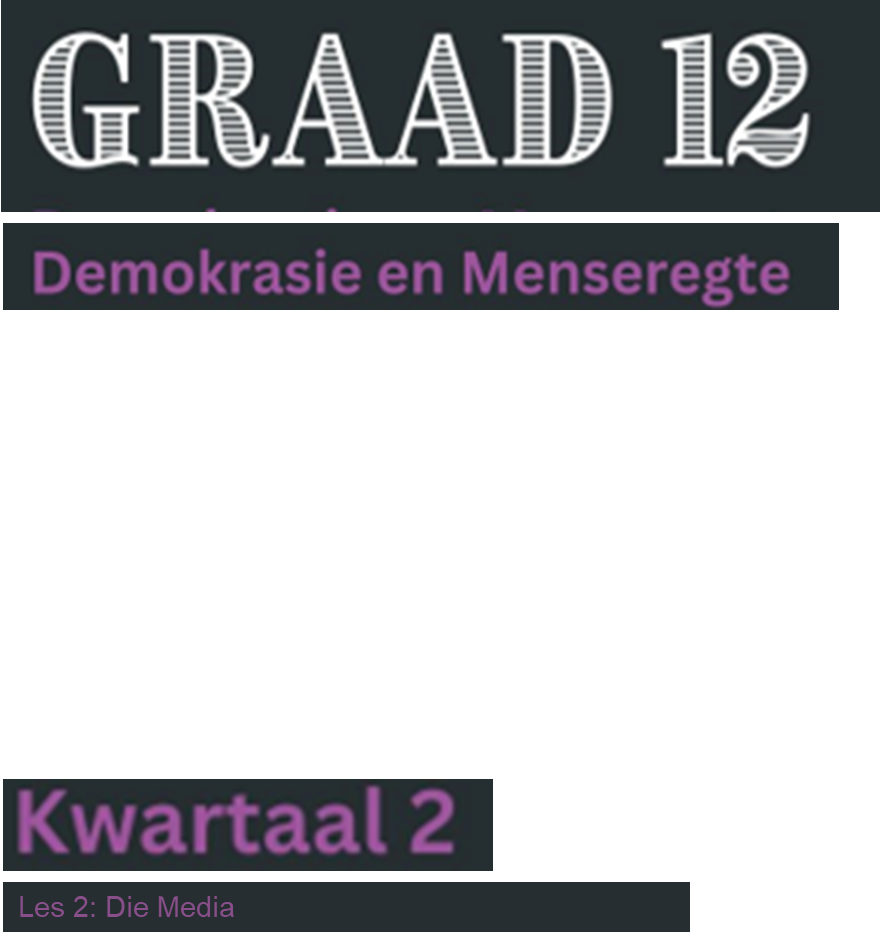 GRAAD 12
Demokrasie en Menseregte
Kwartaal 2
Les 2: Die Media